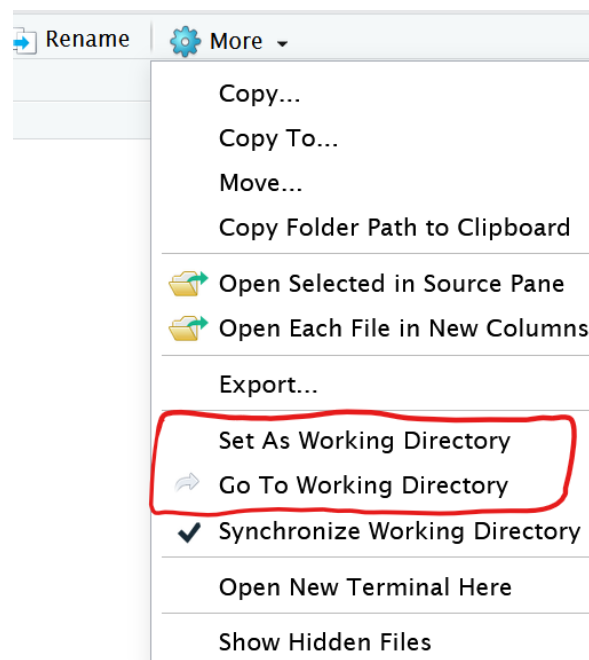 Rename More
Copy...
Copy To...
Move...
Copy Folder Path to Clipboard
Open Selected in Source Pane
Open Each File in New Columns
Export...
Set As Working Directory
Go To Working Directory
Synchronize Working Directory
Open New Terminal Here
Show Hidden Files